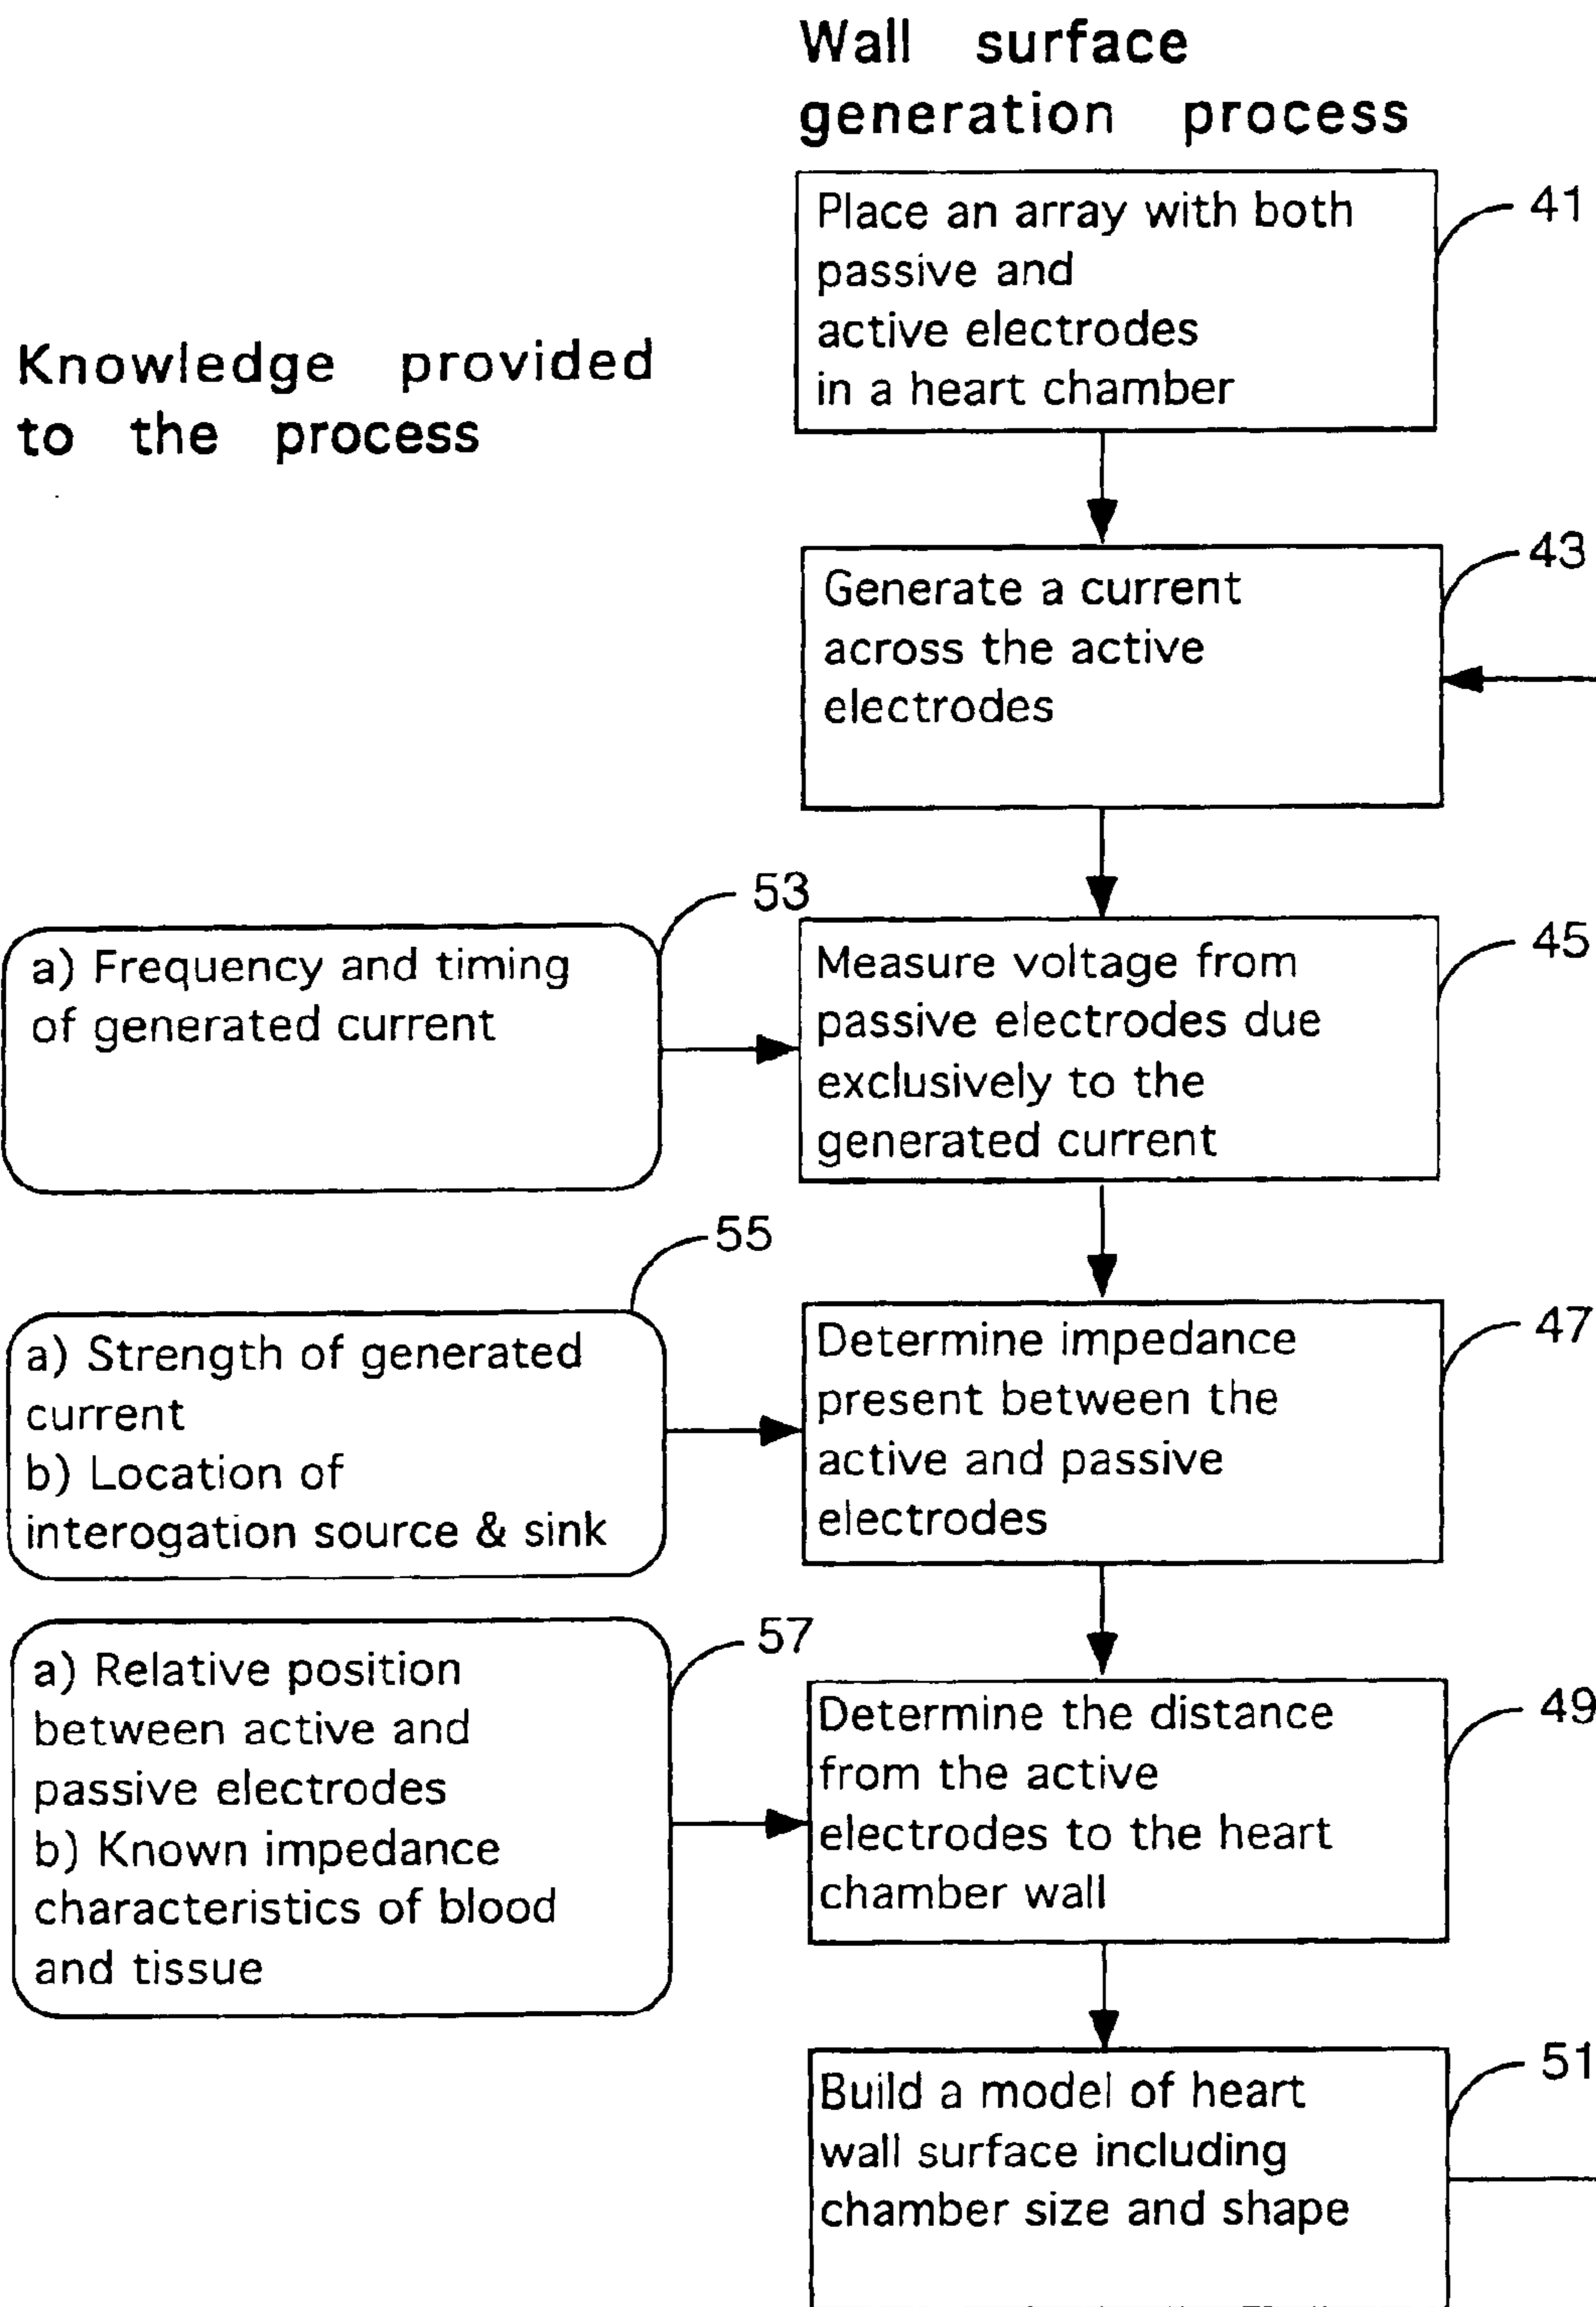 Wall surface
generation process
Place an array with both
passive and
active electrodes
in a heart chamber
41
Knowledge provided
to the process
Generate a current
across the active
electrodes
43
53
a) Frequency and timing
of generated current
Measure voltage from
passive electrodes due
exclusively to the
generated current
45
55
a) Strength of generated
current
b) Location of
interogation source & sink
Determine impedance
present between the
active and passive
electrodes
47
57
a) Relative position
between active and
passive electrodes
b) Known impedance
characteristics of blood
and tissue
Determine the distance
from the active
electrodes to the heart
chamber wall
49
Build a model of heart
wall surface including
chamber size and shape
51